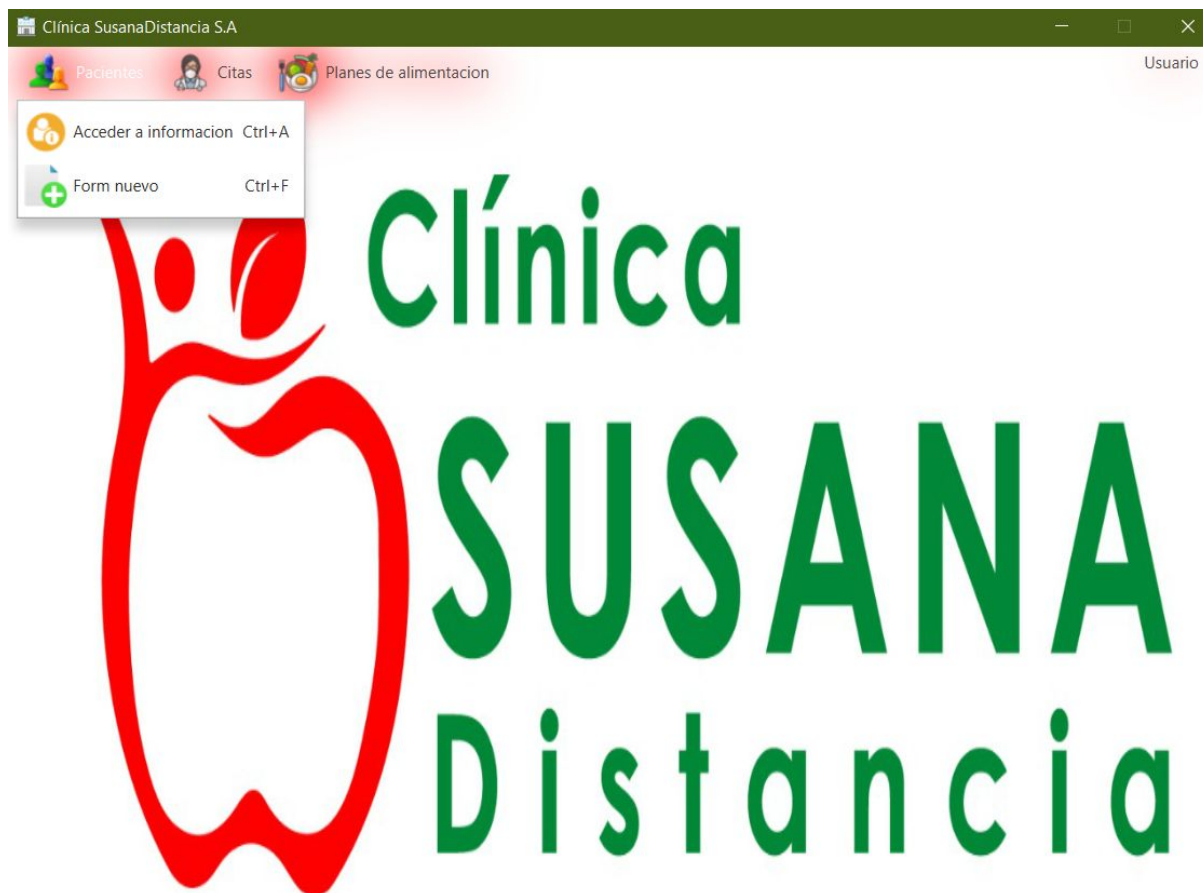 Clínica SusanaDistancia S.A
Pacientes Citas Planes de alimentacion Usuario
Acceder a informacion Ctrl+A
Form nuevo Ctrl+F
Clínica
SUSANA
Distancia